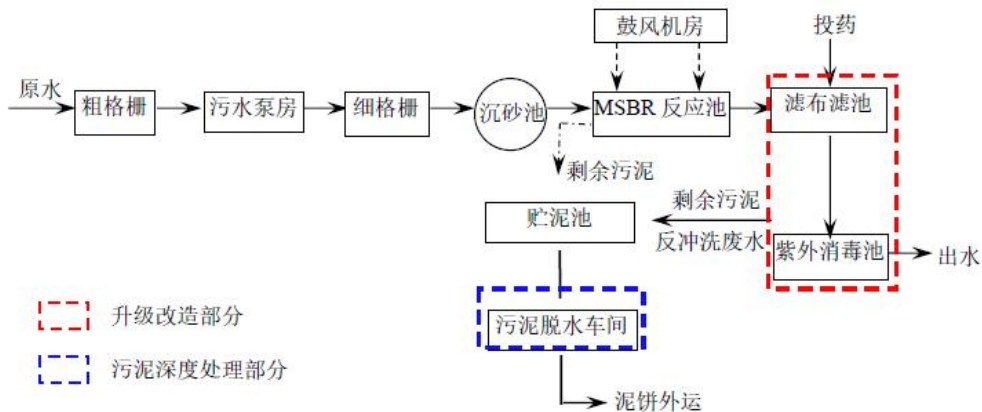 鼓风机房
投药
原水
粗格栅
污水泵房
细格栅
沉砂池
MSBR 反应池
滤布滤池
剩余污泥
剩余污泥
贮泥池
反冲洗废水
紫外消毒池
出水
升级改造部分
污泥脱水车间
污泥深度处理部分
泥饼外运